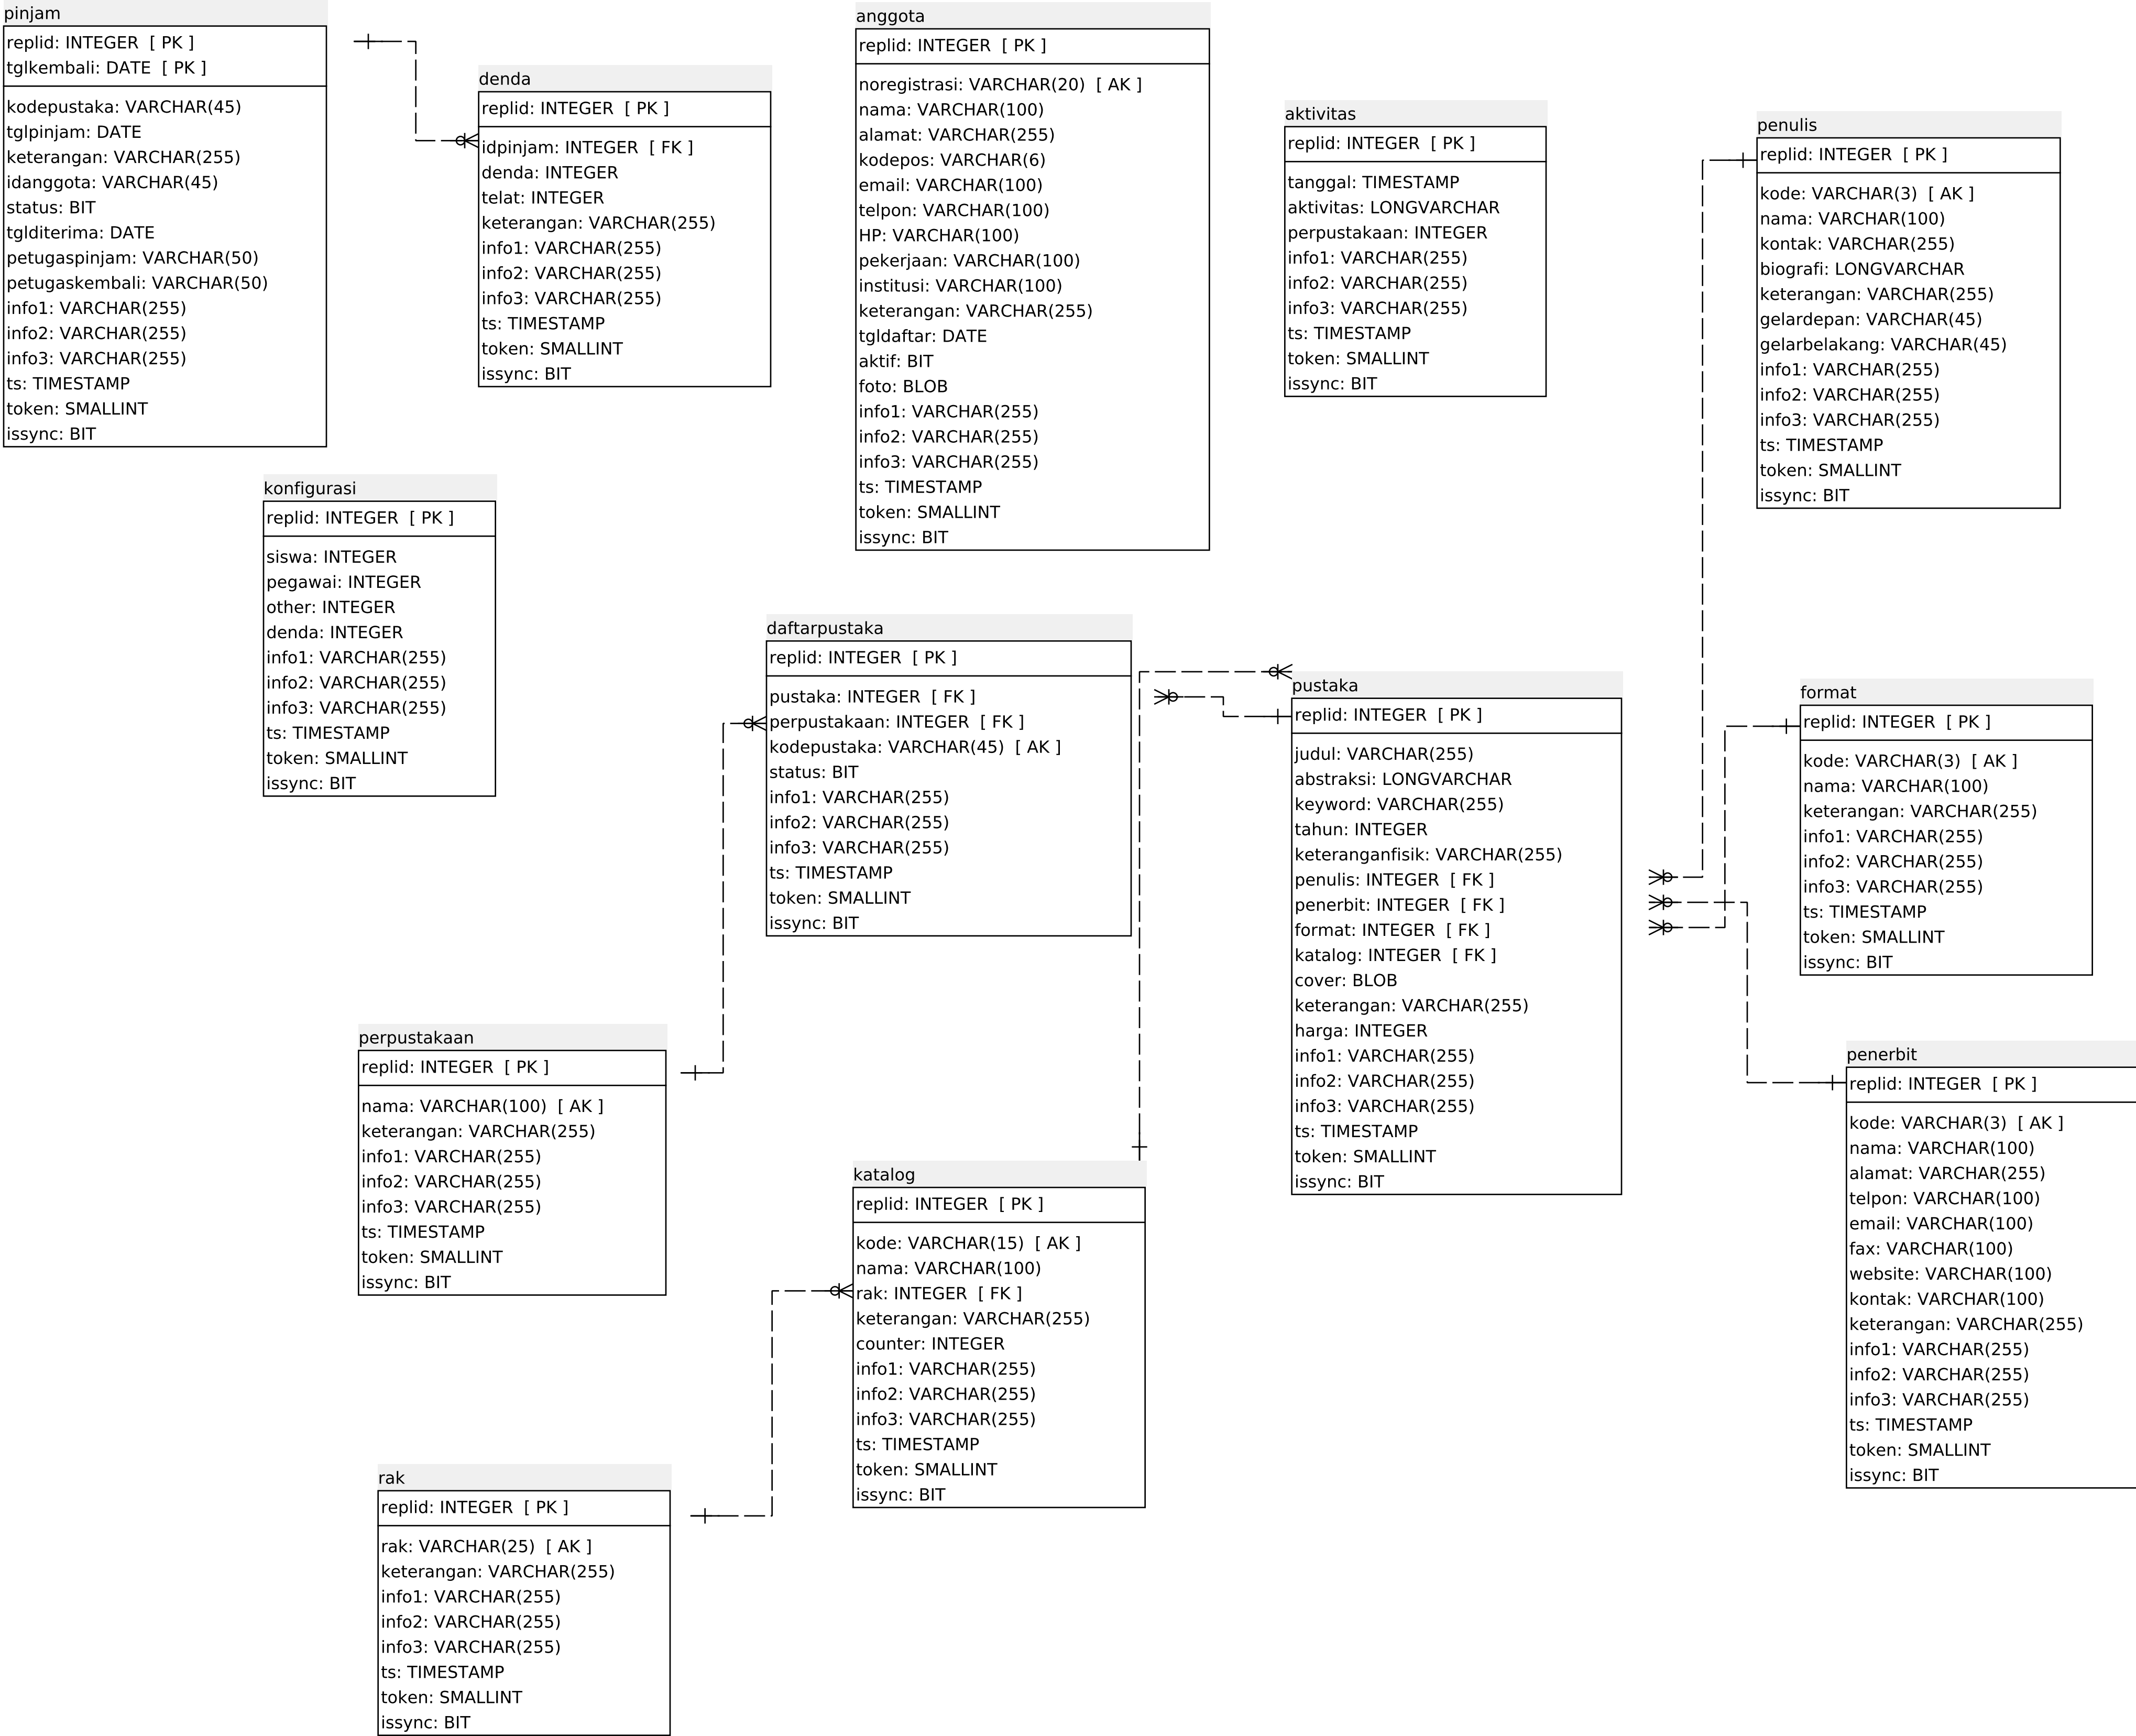 pinjam
replid: INTEGER  [ PK ]
tglkembali: DATE  [ PK ]
kodepustaka: VARCHAR(45)
tglpinjam: DATE
keterangan: VARCHAR(255)
idanggota: VARCHAR(45)
status: BIT
tglditerima: DATE
petugaspinjam: VARCHAR(50)
petugaskembali: VARCHAR(50)
info1: VARCHAR(255)
info2: VARCHAR(255)
info3: VARCHAR(255)
ts: TIMESTAMP
token: SMALLINT
issync: BIT
denda
replid: INTEGER  [ PK ]
idpinjam: INTEGER  [ FK ]
denda: INTEGER
telat: INTEGER
keterangan: VARCHAR(255)
info1: VARCHAR(255)
info2: VARCHAR(255)
info3: VARCHAR(255)
ts: TIMESTAMP
token: SMALLINT
issync: BIT
anggota
replid: INTEGER  [ PK ]
noregistrasi: VARCHAR(20)  [ AK ]
nama: VARCHAR(100)
alamat: VARCHAR(255)
kodepos: VARCHAR(6)
email: VARCHAR(100)
telpon: VARCHAR(100)
HP: VARCHAR(100)
pekerjaan: VARCHAR(100)
institusi: VARCHAR(100)
keterangan: VARCHAR(255)
tgldaftar: DATE
aktif: BIT
foto: BLOB
info1: VARCHAR(255)
info2: VARCHAR(255)
info3: VARCHAR(255)
ts: TIMESTAMP
token: SMALLINT
issync: BIT
aktivitas
replid: INTEGER  [ PK ]
tanggal: TIMESTAMP
aktivitas: LONGVARCHAR
perpustakaan: INTEGER
info1: VARCHAR(255)
info2: VARCHAR(255)
info3: VARCHAR(255)
ts: TIMESTAMP
token: SMALLINT
issync: BIT
penulis
replid: INTEGER  [ PK ]
kode: VARCHAR(3)  [ AK ]
nama: VARCHAR(100)
kontak: VARCHAR(255)
biografi: LONGVARCHAR
keterangan: VARCHAR(255)
gelardepan: VARCHAR(45)
gelarbelakang: VARCHAR(45)
info1: VARCHAR(255)
info2: VARCHAR(255)
info3: VARCHAR(255)
ts: TIMESTAMP
token: SMALLINT
issync: BIT
konfigurasi
replid: INTEGER  [ PK ]
siswa: INTEGER
pegawai: INTEGER
other: INTEGER
denda: INTEGER
info1: VARCHAR(255)
info2: VARCHAR(255)
info3: VARCHAR(255)
ts: TIMESTAMP
token: SMALLINT
issync: BIT
daftarpustaka
replid: INTEGER  [ PK ]
pustaka: INTEGER  [ FK ]
perpustakaan: INTEGER  [ FK ]
kodepustaka: VARCHAR(45)  [ AK ]
status: BIT
info1: VARCHAR(255)
info2: VARCHAR(255)
info3: VARCHAR(255)
ts: TIMESTAMP
token: SMALLINT
issync: BIT
pustaka
replid: INTEGER  [ PK ]
judul: VARCHAR(255)
abstraksi: LONGVARCHAR
keyword: VARCHAR(255)
tahun: INTEGER
keteranganfisik: VARCHAR(255)
penulis: INTEGER  [ FK ]
penerbit: INTEGER  [ FK ]
format: INTEGER  [ FK ]
katalog: INTEGER  [ FK ]
cover: BLOB
keterangan: VARCHAR(255)
harga: INTEGER
info1: VARCHAR(255)
info2: VARCHAR(255)
info3: VARCHAR(255)
ts: TIMESTAMP
token: SMALLINT
issync: BIT
format
replid: INTEGER  [ PK ]
kode: VARCHAR(3)  [ AK ]
nama: VARCHAR(100)
keterangan: VARCHAR(255)
info1: VARCHAR(255)
info2: VARCHAR(255)
info3: VARCHAR(255)
ts: TIMESTAMP
token: SMALLINT
issync: BIT
perpustakaan
replid: INTEGER  [ PK ]
nama: VARCHAR(100)  [ AK ]
keterangan: VARCHAR(255)
info1: VARCHAR(255)
info2: VARCHAR(255)
info3: VARCHAR(255)
ts: TIMESTAMP
token: SMALLINT
issync: BIT
katalog
replid: INTEGER  [ PK ]
kode: VARCHAR(15)  [ AK ]
nama: VARCHAR(100)
rak: INTEGER  [ FK ]
keterangan: VARCHAR(255)
counter: INTEGER
info1: VARCHAR(255)
info2: VARCHAR(255)
info3: VARCHAR(255)
ts: TIMESTAMP
token: SMALLINT
issync: BIT
penerbit
replid: INTEGER  [ PK ]
kode: VARCHAR(3)  [ AK ]
nama: VARCHAR(100)
alamat: VARCHAR(255)
telpon: VARCHAR(100)
email: VARCHAR(100)
fax: VARCHAR(100)
website: VARCHAR(100)
kontak: VARCHAR(100)
keterangan: VARCHAR(255)
info1: VARCHAR(255)
info2: VARCHAR(255)
info3: VARCHAR(255)
ts: TIMESTAMP
token: SMALLINT
issync: BIT
rak
replid: INTEGER  [ PK ]
rak: VARCHAR(25)  [ AK ]
keterangan: VARCHAR(255)
info1: VARCHAR(255)
info2: VARCHAR(255)
info3: VARCHAR(255)
ts: TIMESTAMP
token: SMALLINT
issync: BIT